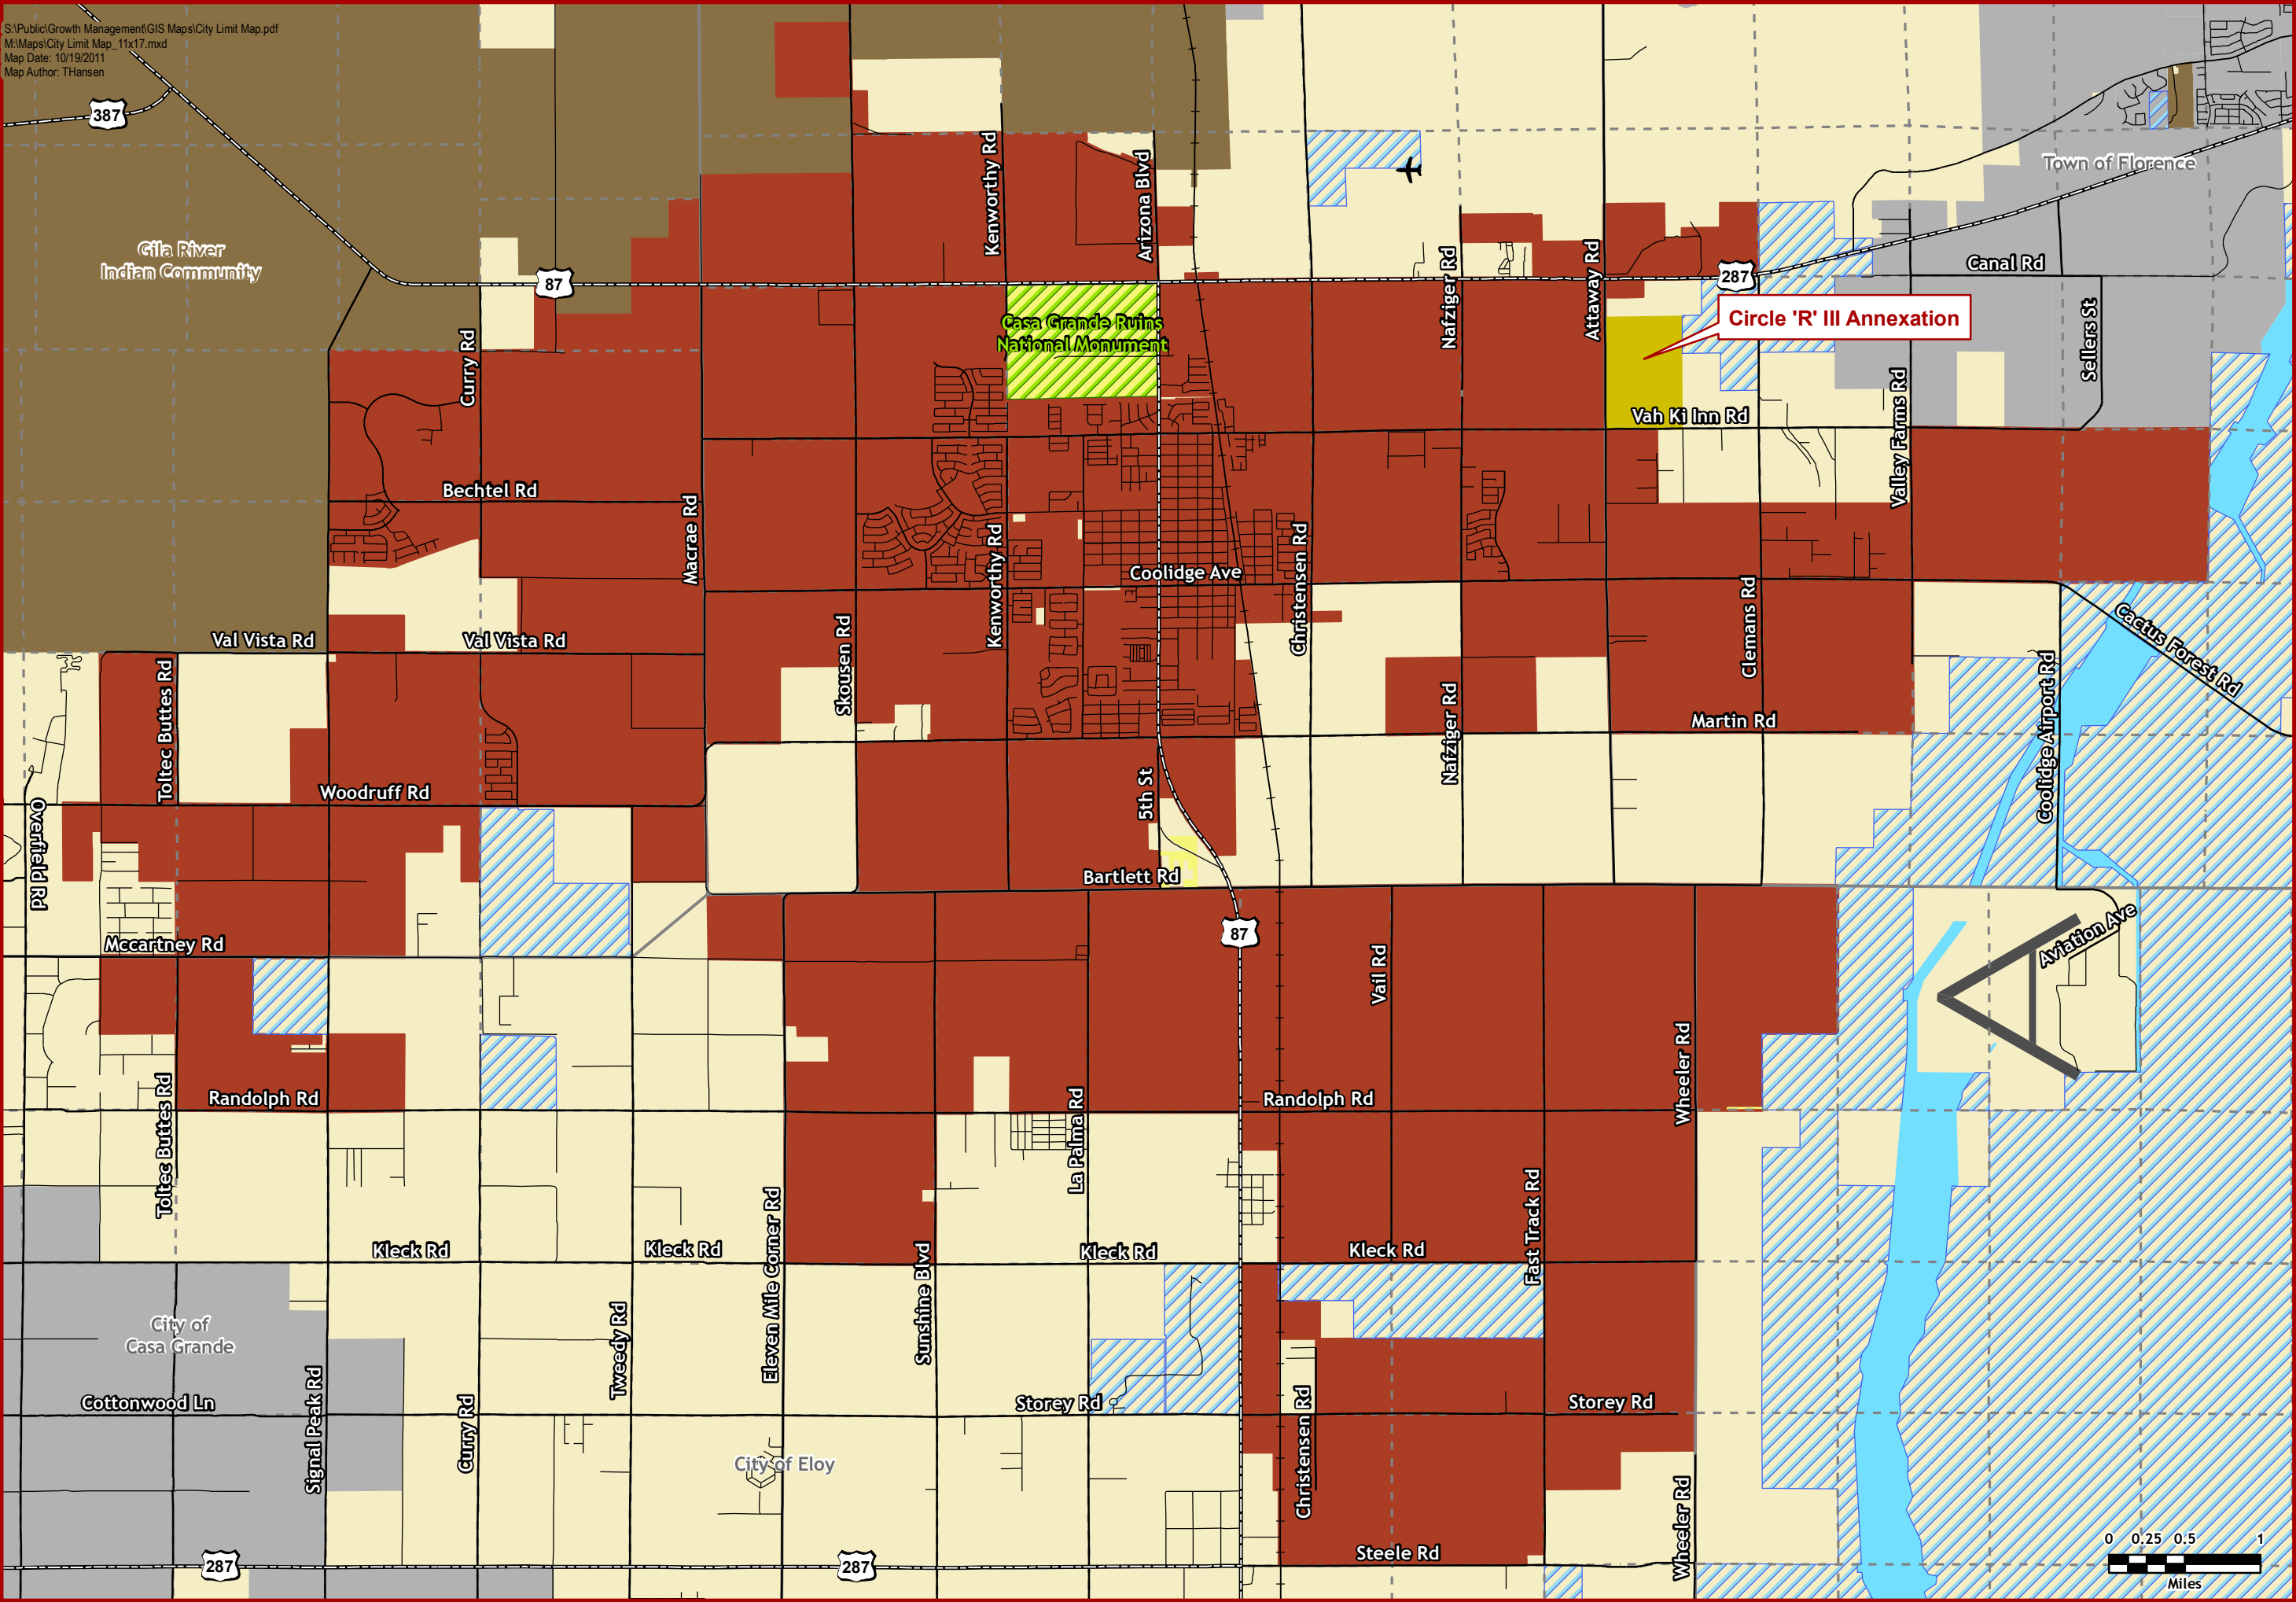 S:\Public\Growth Management\GIS Maps\City Limit Map.pdf
M:\Maps\City Limit Map_11x17.mxd
Map Date: 10/19/2011
Map Author: THansen
387
Town of Florence
Kenworthy Rd
Arizona Blvd
Gila River
Indian Community
87
287
Canal Rd
Nafziger Rd
Attaway Rd
Circle 'R' III Annexation
Casa Grande Ruins
National Monument
Sellers St
Curry Rd
Vah Ki Inn Rd
Valley Farms Rd
Bechtel Rd
Macrae Rd
Kenworthy Rd
Christensen Rd
Coolidge Ave
Clemans Rd
Cactus Forest Rd
Val Vista Rd
Val Vista Rd
Skousen Rd
Toltec Buttes Rd
Nafziger Rd
Martin Rd
Coolidge Airport Rd
Woodruff Rd
5th St
Overfield Rd
Bartlett Rd
87
Mccartney Rd
Vail Rd
Aviation Ave
Wheeler Rd
Randolph Rd
Randolph Rd
Toltec Buttes Rd
La Palma Rd
Fast Track Rd
Kleck Rd
Kleck Rd
Kleck Rd
Kleck Rd
Eleven Mile Corner Rd
Sunshine Blvd
City of
Casa Grande
Tweedy Rd
Cottonwood Ln
Signal Peak Rd
Curry Rd
Storey Rd
Storey Rd
Christensen Rd
City of Eloy
Wheeler Rd
Steele Rd
287
287
0 0.25 0.5 1
Miles